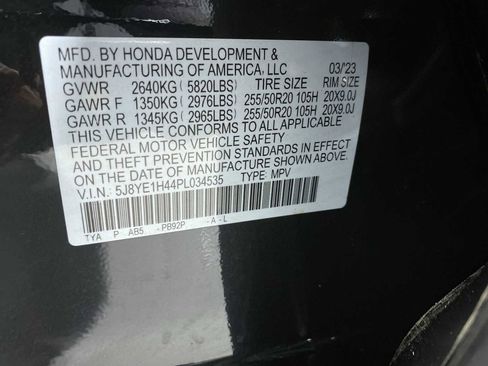 MFD. BY HONDA DEVELOPMENT &
MANUFACTURING OF AMERICA, LLC 03/23
GVWR 2640KG (5820LBS) TIRE SIZE RIM SIZE
GAWR F 1350KG (2976LBS) 255/50R20 105H 20X9.0J
GAWR R 1345KG (2965LBS) 255/50R20 105H 20X9.0J
THIS VEHICLE CONFORMS TO ALL APPLICABLE
FEDERAL MOTOR VEHICLE SAFETY
AND THEFT PREVENTION STANDARDS IN EFFECT
ON THE DATE OF MANUFACTURE SHOWN ABOVE.
V.I.N.: 5J8YE1H44PL034535 TYPE: MPV
TYA P AB5 -PB92P -A-L